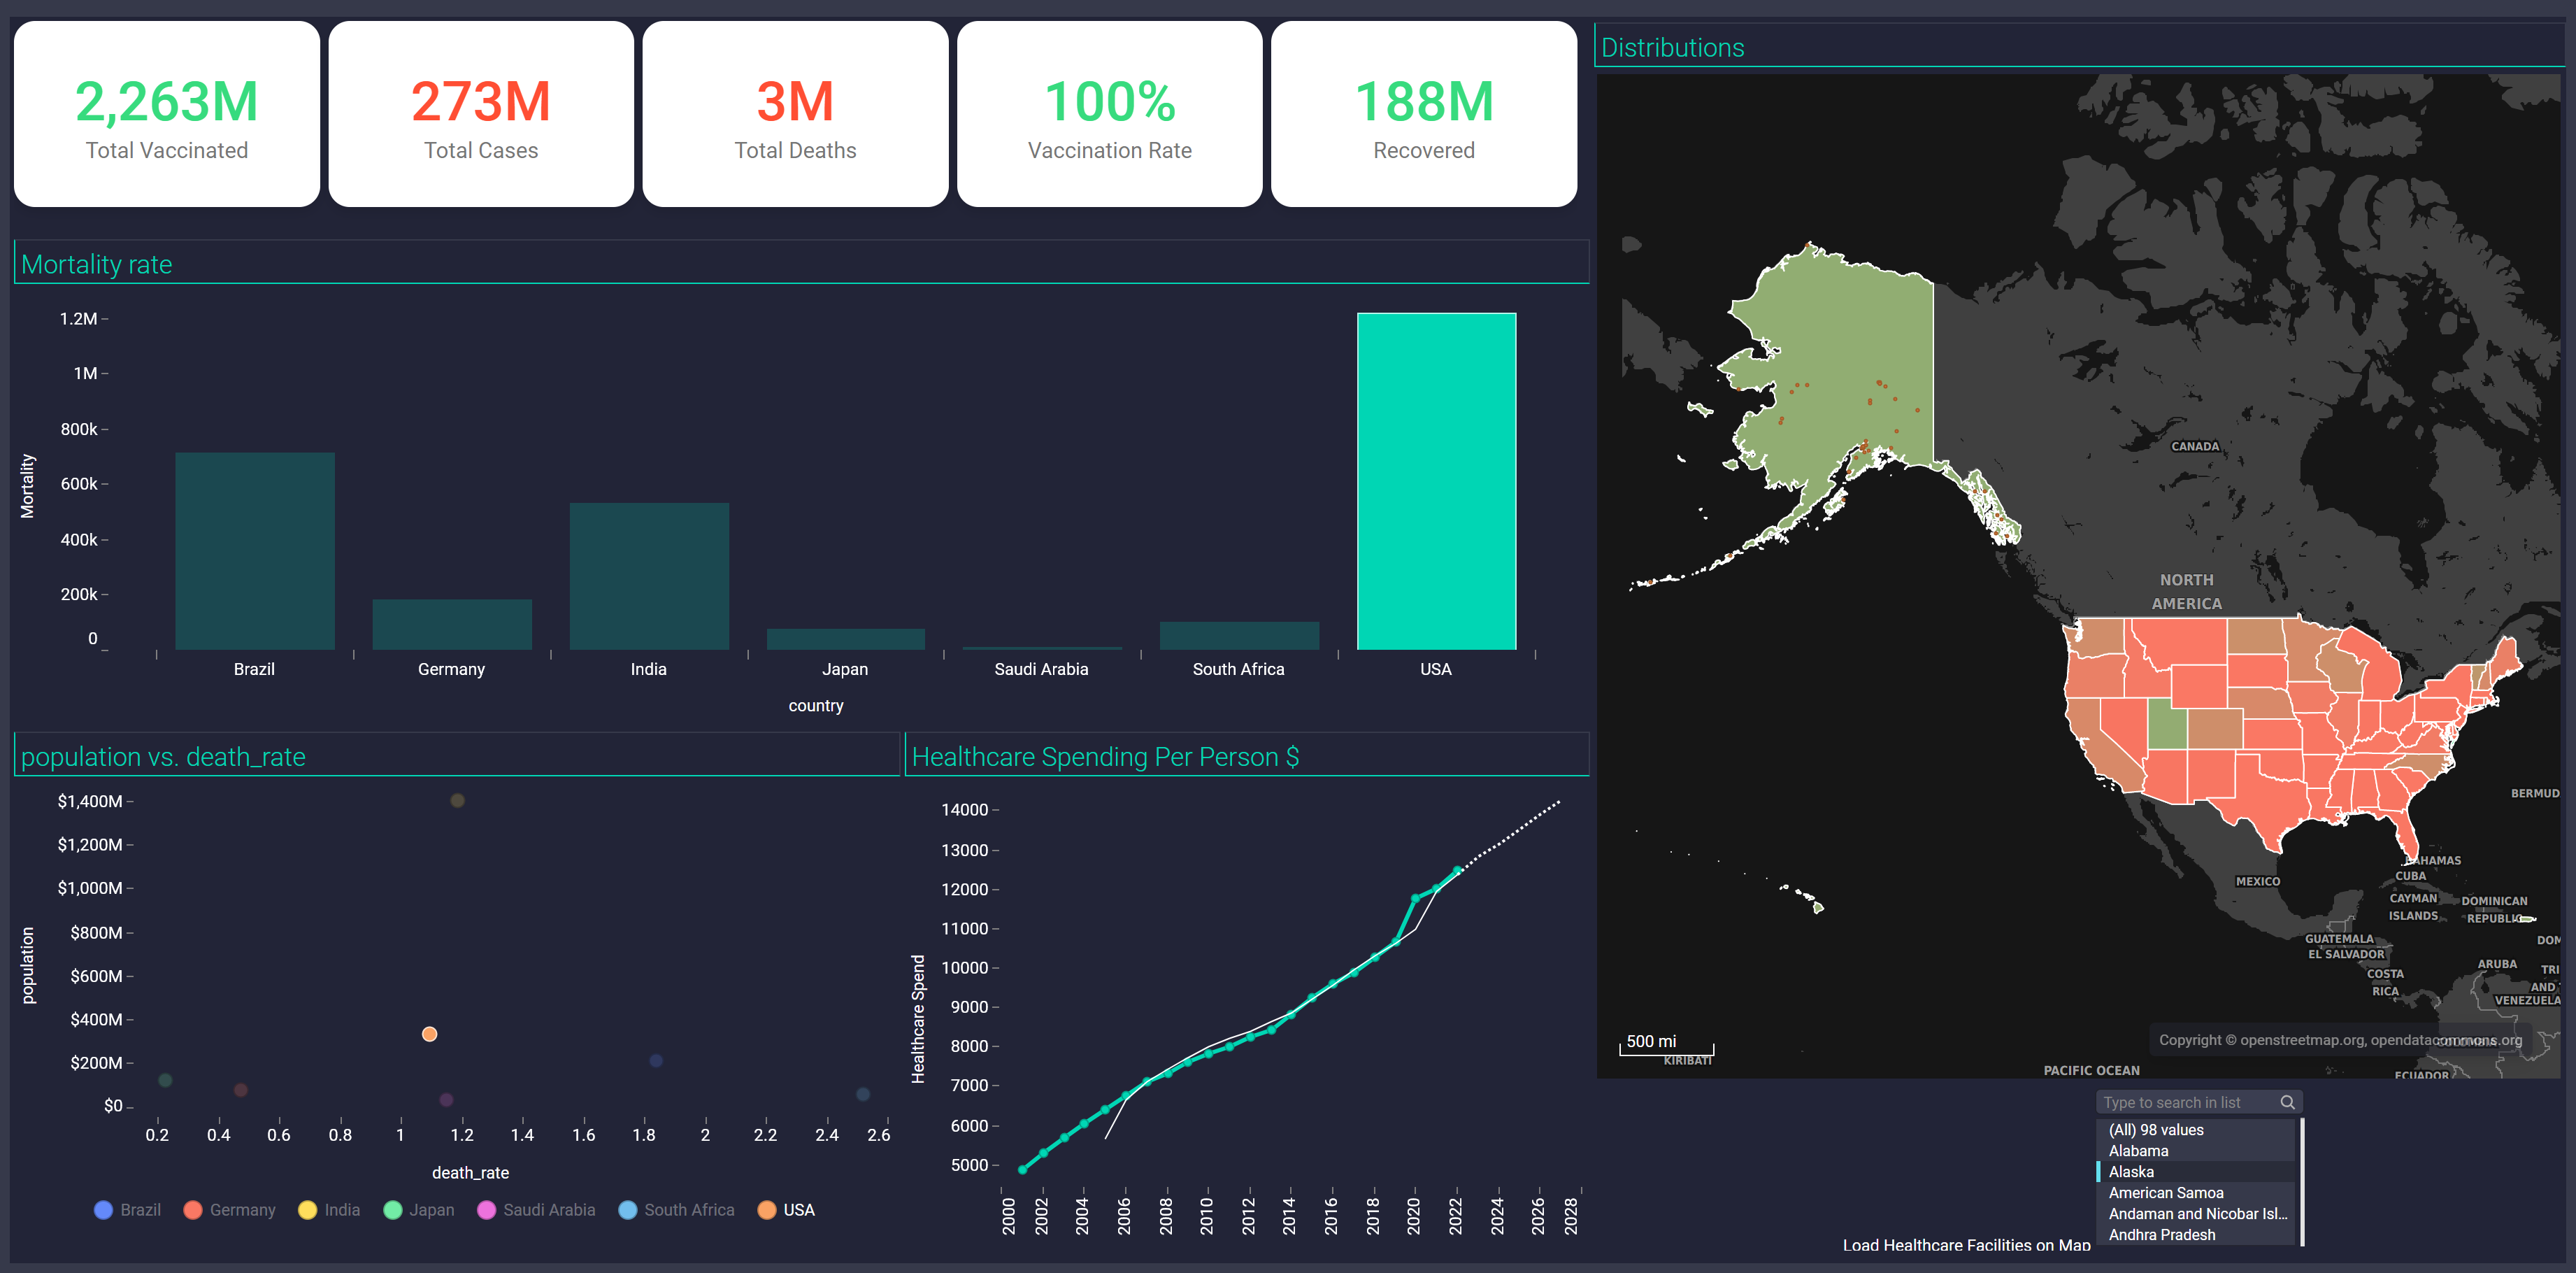 2,263M
Total Vaccinated
273M
Total Cases
3M
Total Deaths
100%
Vaccination Rate
188M
Recovered
Mortality rate
1.2M
1M
800k
600k
400k
200k
0
Mortality
Brazil
Germany
India
Japan
Saudi Arabia
South Africa
USA
country
population vs. death_rate
$1,400M
$1,200M
$1,000M
$800M
$600M
$400M
$200M
$0
population
0.2
0.4
0.6
0.8
1
1.2
1.4
1.6
1.8
2
2.2
2.4
2.6
death_rate
Brazil
Germany
India
Japan
Saudi Arabia
South Africa
USA
Healthcare Spending Per Person $
14000
13000
12000
11000
10000
9000
8000
7000
6000
5000
Healthcare Spend
2000
2002
2004
2006
2008
2010
2012
2014
2016
2018
2020
2022
2024
2026
2028
Distributions
CANADA
NORTH
AMERICA
BERMUD
BAHAMAS
MEXICO
CUBA
CAYMAN
ISLANDS
DOMINICAN
REPUBLIC
GUATEMALA
EL SALVADOR
DOM
COSTA
RICA
ARUBA
TRI
AND
VENEZUELA
COLOMBIA
500 mi
KIRIBATI
Copyright © openstreetmap.org, opendatacommons.org
PACIFIC OCEAN
ECUADOR
Type to search in list
(All) 98 values
Alabama
Alaska
American Samoa
Andaman and Nicobar Isl...
Andhra Pradesh
Load Healthcare Facilities on Map